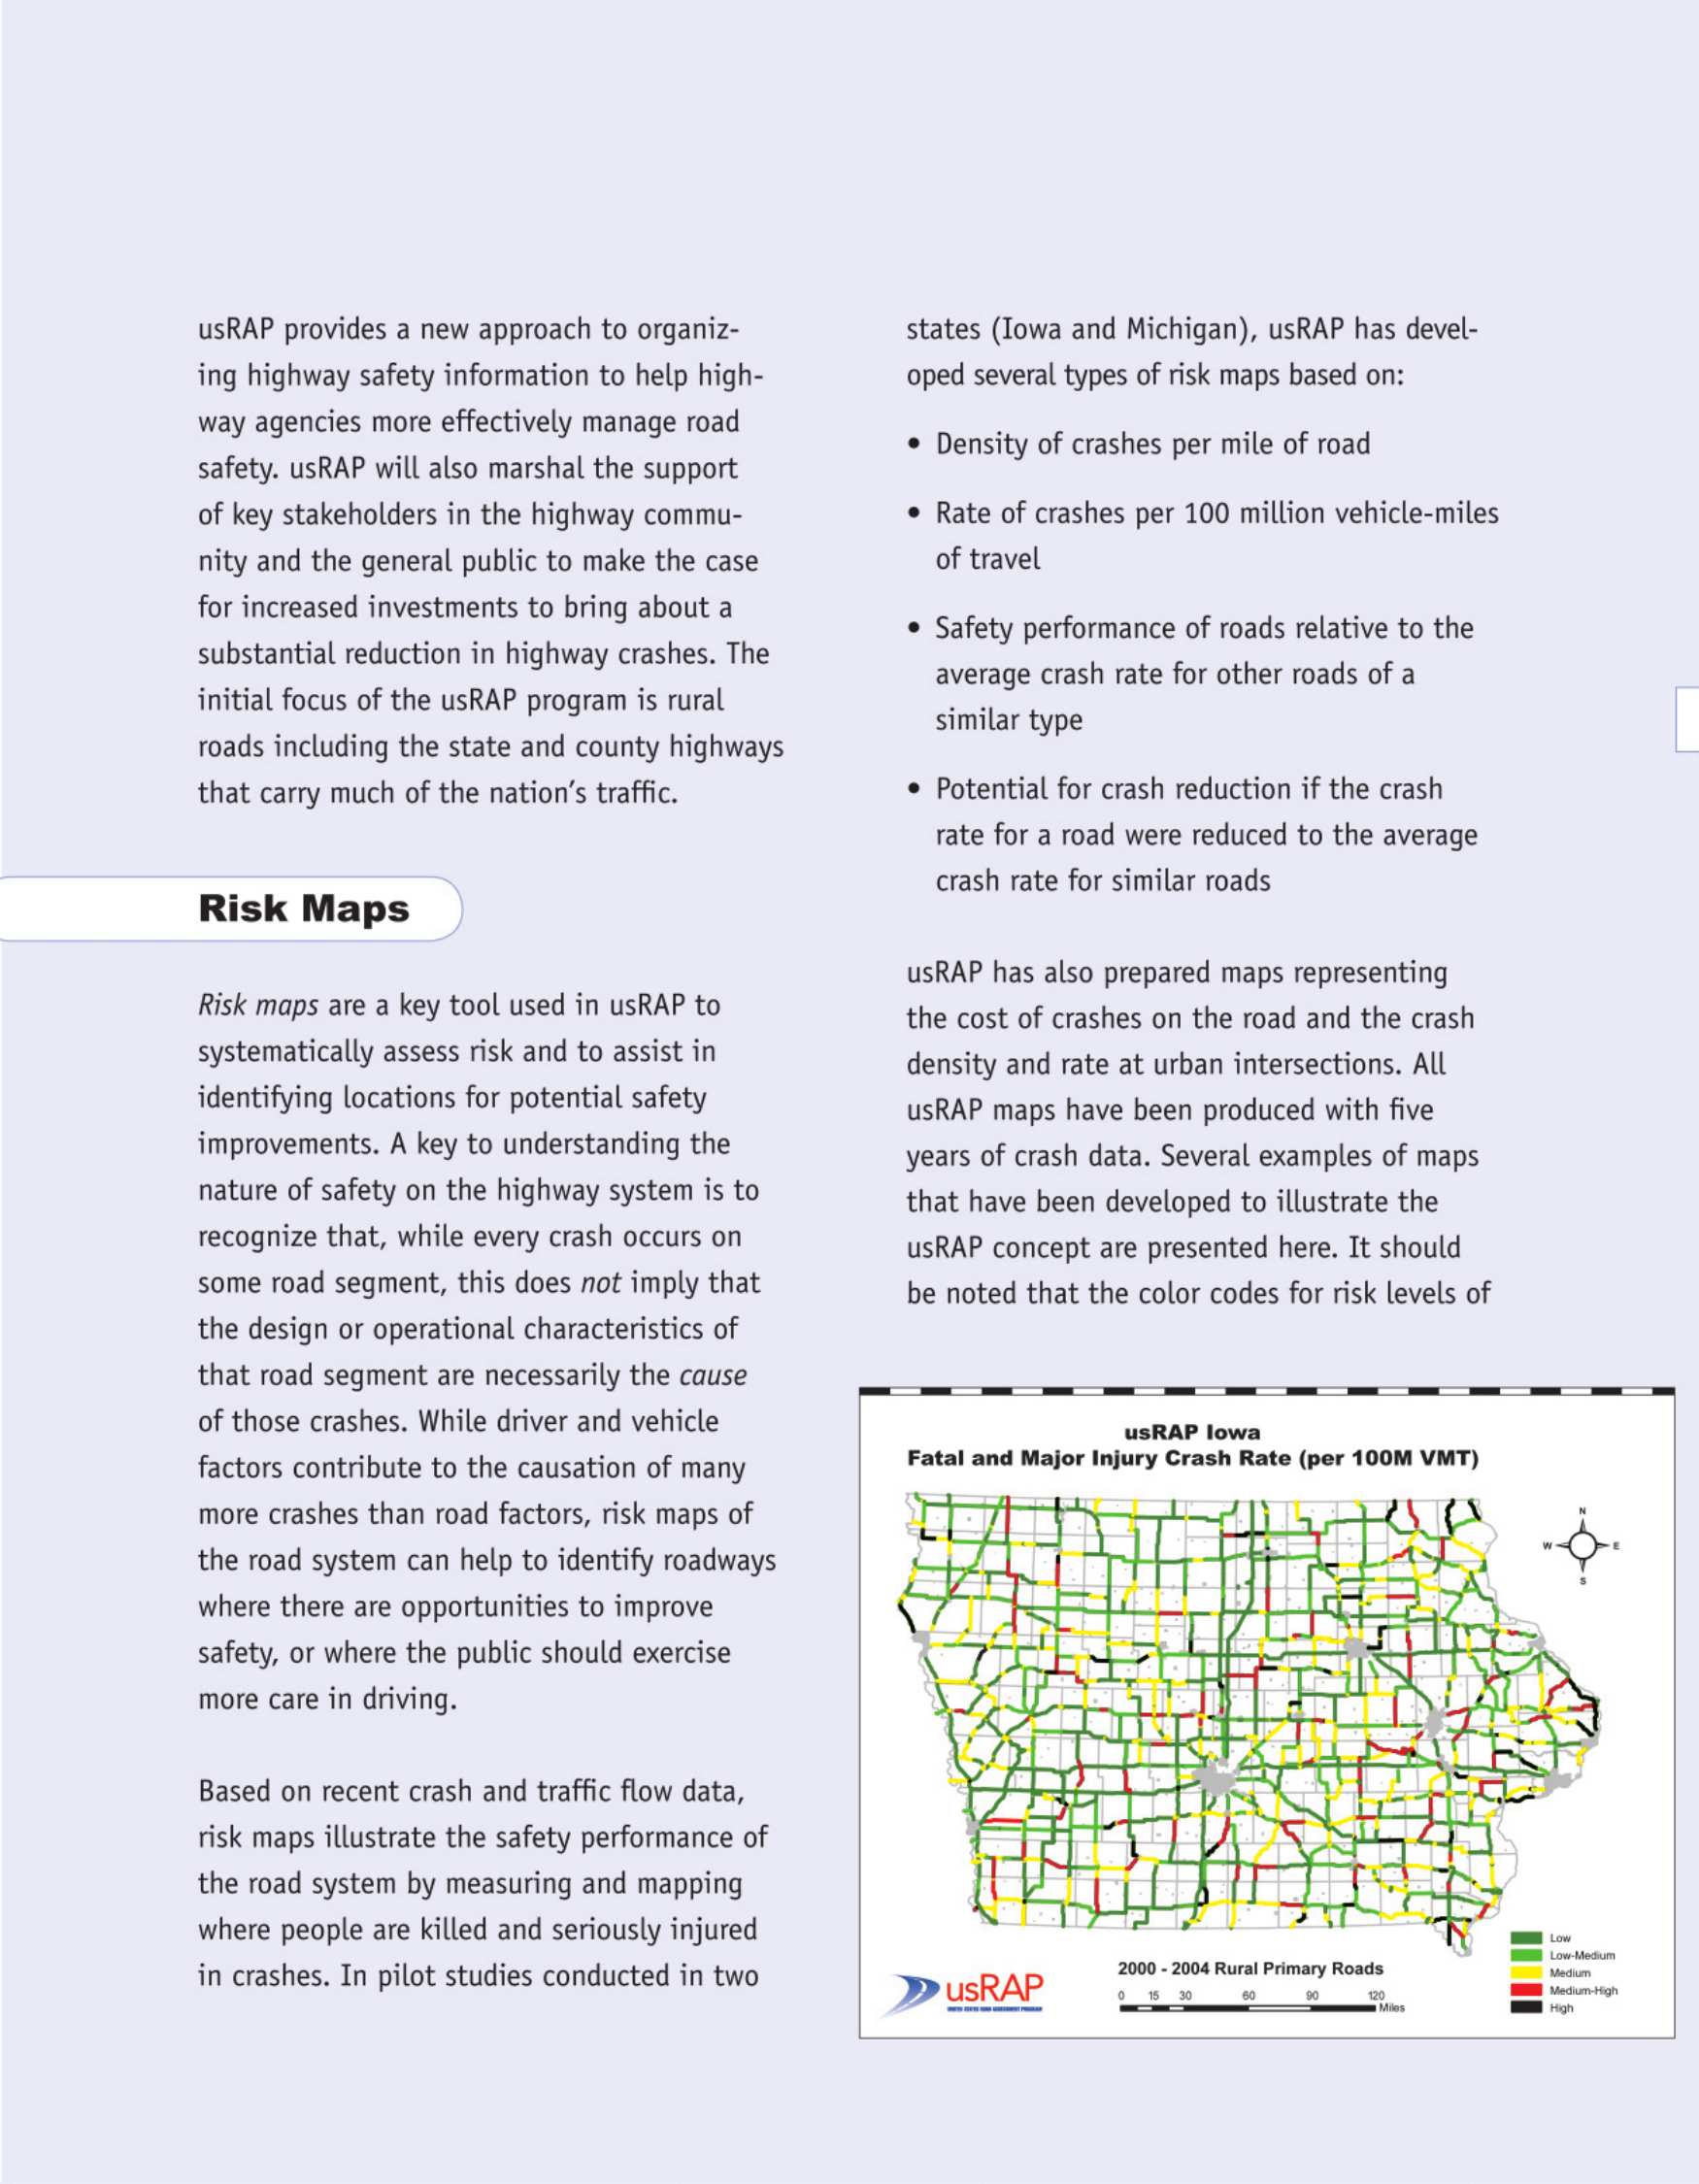 usRAP provides a new approach to organiz-
ing highway safety information to help high-
way agencies more effectively manage road
safety. usRAP will also marshal the support
of key stakeholders in the highway commu-
nity and the general public to make the case
for increased investments to bring about a
substantial reduction in highway crashes. The
initial focus of the usRAP program is rural
roads including the state and county highways
that carry much of the nation's traffic.
Risk Maps
Risk maps are a key tool used in usRAP to
systematically assess risk and to assist in
identifying locations for potential safety
improvements. A key to understanding the
nature of safety on the highway system is to
recognize that, while every crash occurs on
some road segment, this does not imply that
the design or operational characteristics of
that road segment are necessarily the cause
of those crashes. While driver and vehicle
factors contribute to the causation of many
more crashes than road factors, risk maps of
the road system can help to identify roadways
where there are opportunities to improve
safety, or where the public should exercise
more care in driving.
Based on recent crash and traffic flow data,
risk maps illustrate the safety performance of
the road system by measuring and mapping
where people are killed and seriously injured
in crashes. In pilot studies conducted in two
states (Iowa and Michigan), usRAP has devel-
oped several types of risk maps based on:
• Density of crashes per mile of road
• Rate of crashes per 100 million vehicle-miles
of travel
• Safety performance of roads relative to the
average crash rate for other roads of a
similar type
• Potential for crash reduction if the crash
rate for a road were reduced to the average
crash rate for similar roads
usRAP has also prepared maps representing
the cost of crashes on the road and the crash
density and rate at urban intersections. All
usRAP maps have been produced with five
years of crash data. Several examples of maps
that have been developed to illustrate the
usRAP concept are presented here. It should
be noted that the color codes for risk levels of
usRAP Iowa
Fatal and Major Injury Crash Rate (per 100M VMT)
N
W E
S
Low
Low-Medium
Medium
Medium-High
High
2000 - 2004 Rural Primary Roads
0 15 30 60 90 120
Miles
usRAP
UNITED STATES ROAD ASSESSMENT PROGRAM